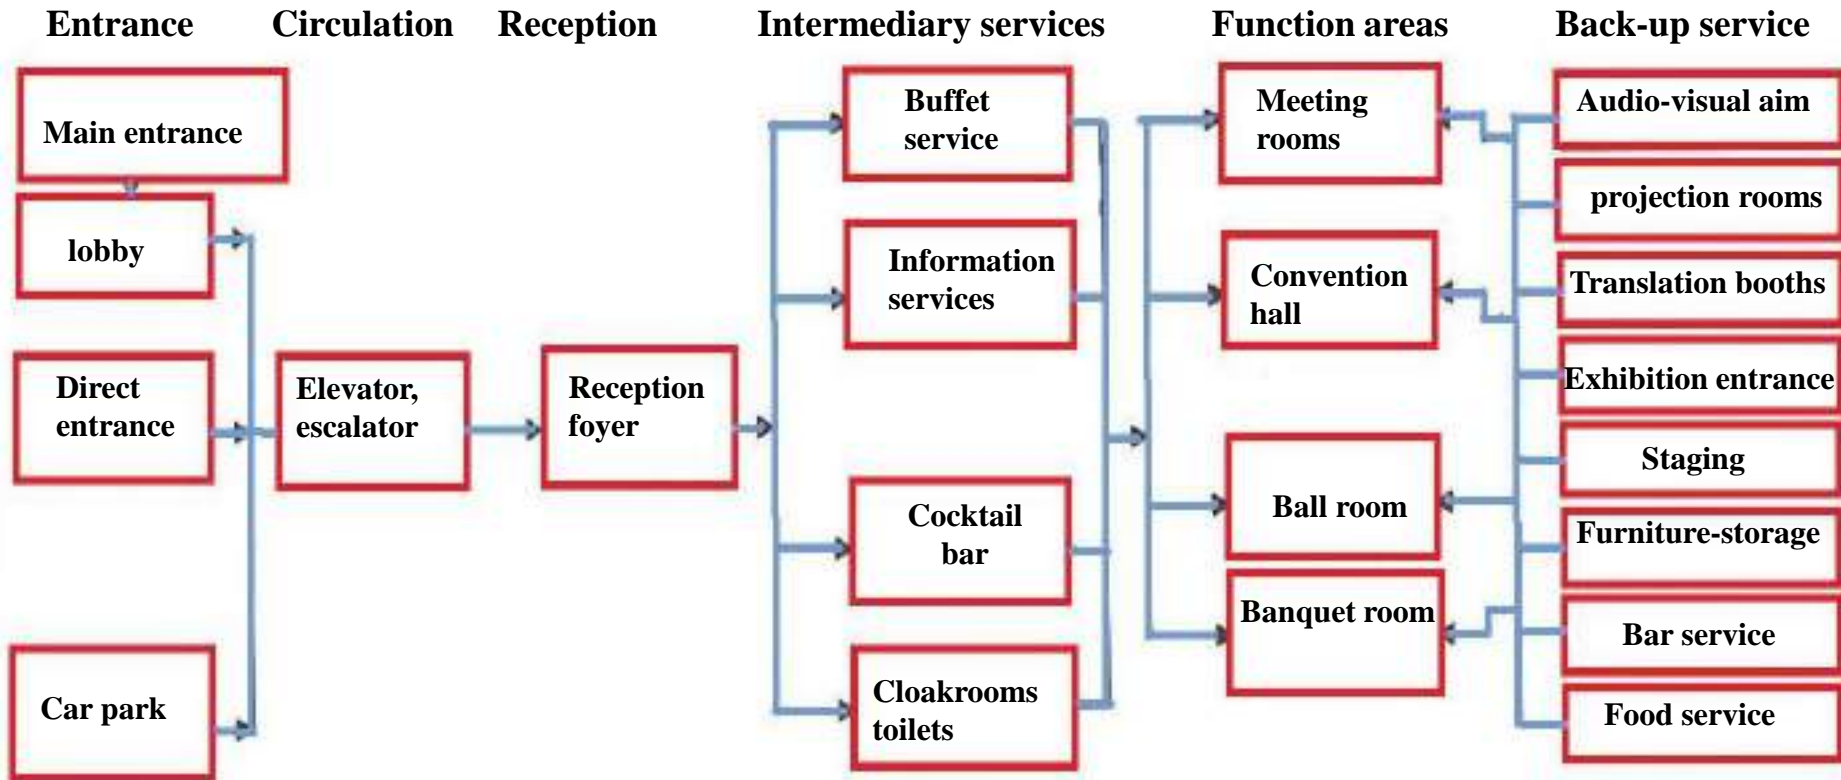 Entrance
Circulation
Reception
Intermediary services
Function areas
Back-up service
Main entrance
lobby
Direct
entrance
Car park
Elevator,
escalator
Reception
foyer
Buffet
service
Information
services
Cocktail
bar
Cloakrooms
toilets
Meeting
rooms
Convention
hall
Ball room
Banquet room
Audio-visual aim
projection rooms
Translation booths
Exhibition entrance
Staging
Furniture-storage
Bar service
Food service